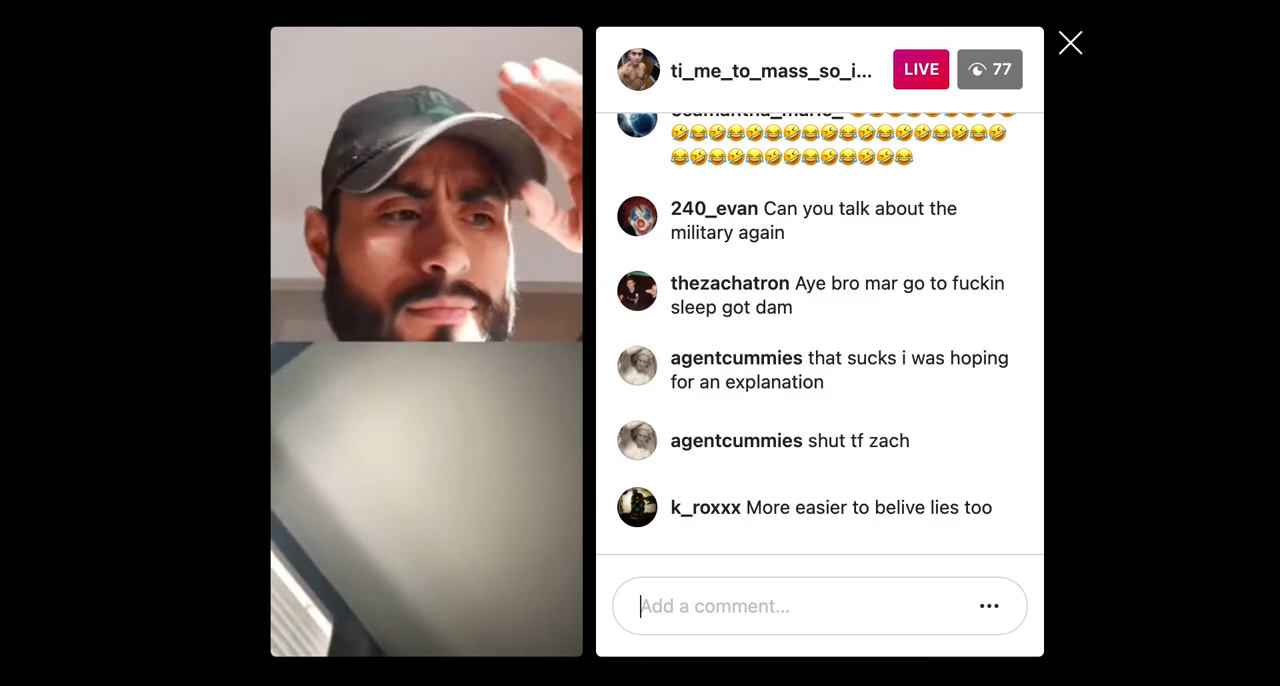 ti_me_to_mass_so_i...
LIVE
77
🤣😂🤣😂🤣😂🤣😂🤣😂🤣😂🤣😂🤣😂🤣😂
😂🤣😂🤣😂🤣🤣😂🤣😂🤣🤣😂
240_evan Can you talk about the
military again
thezachatron Aye bro mar go to fuckin
sleep got dam
agentcummies that sucks i was hoping
for an explanation
agentcummies shut tf zach
k_roxxx More easier to belive lies too
Add a comment...